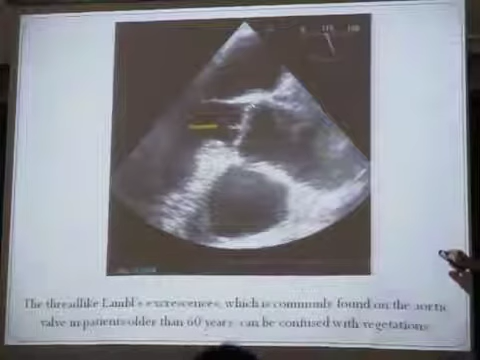 The threadlike Lambl's excrescences, which is commonly found on the aortic
valve in patients older than 60 years, can be confused with vegetations